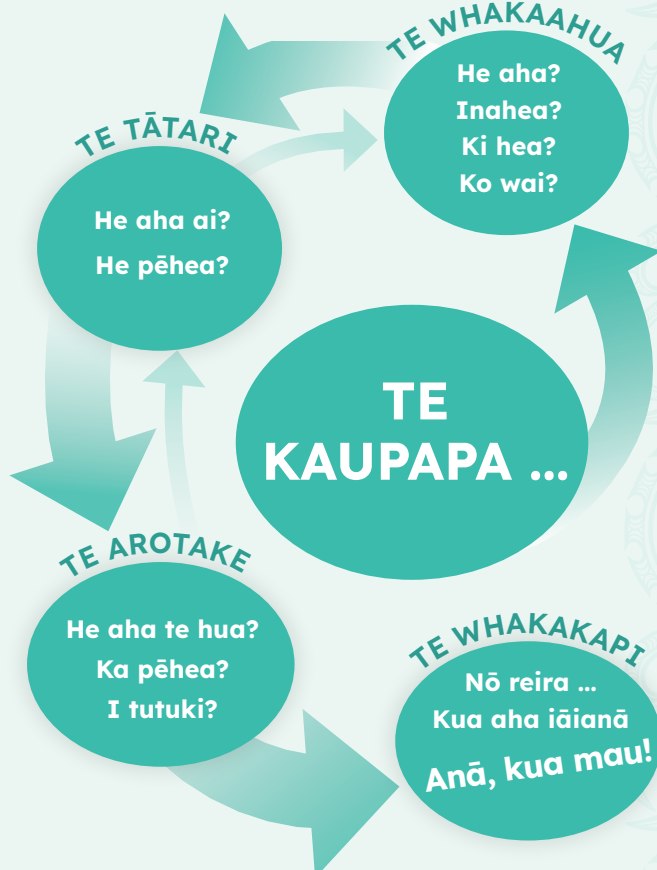 TE WHAKAAHUA
He aha?
Inahea?
Ki hea?
Ko wai?
TE TĀTARI
He aha ai?
He pēhea?
TE
KAUPAPA ...
TE AROTAKE
He aha te hua?
Ka pēhea?
I tutuki?
TE WHAKAKAPI
Nō reira ...
Kua aha iāianā
Anā, kua mau!